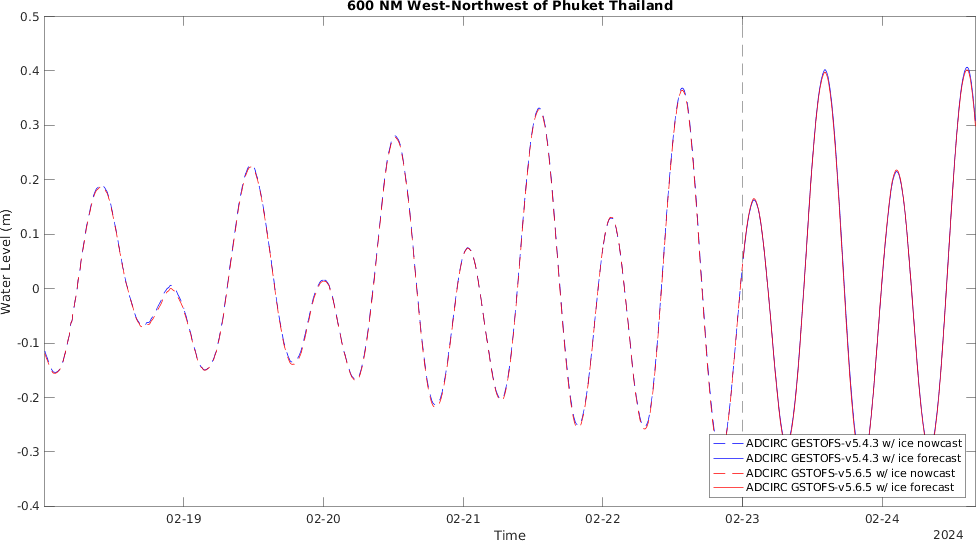 600 NM West-Northwest of Phuket Thailand
0.5
0.4
0.3
0.2
0.1
0
-0.1
-0.2
-0.3
-0.4
Water Level (m)
ADCIRC GESTOFS-v5.4.3 w/ ice nowcast
ADCIRC GESTOFS-v5.4.3 w/ ice forecast
ADCIRC GSTOFS-v5.6.5 w/ ice nowcast
ADCIRC GSTOFS-v5.6.5 w/ ice forecast
02-19
02-20
02-21
02-22
02-23
02-24
Time
2024